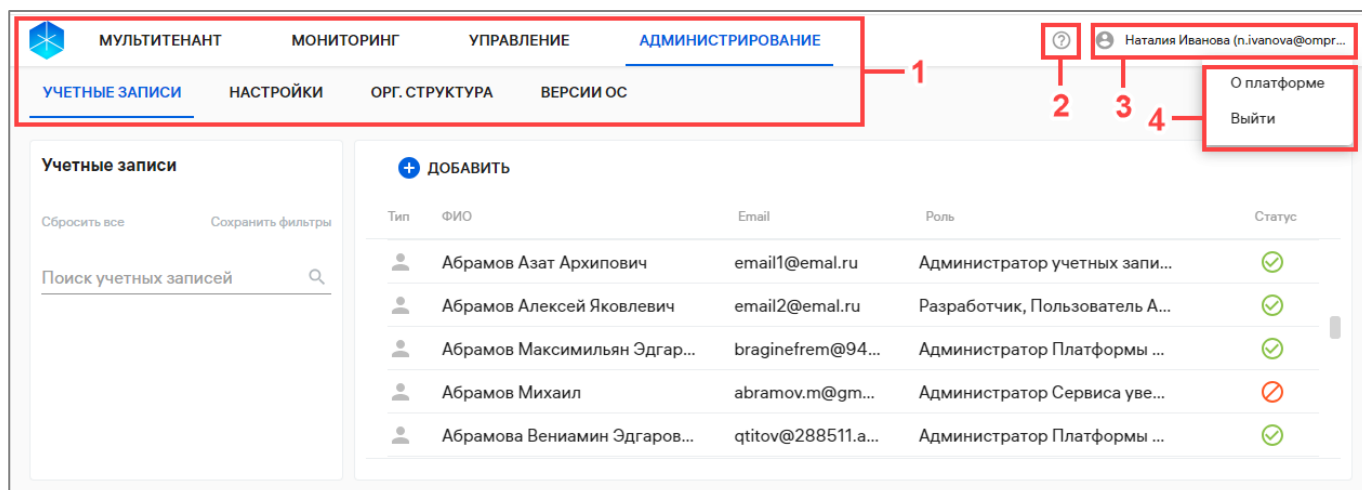 МУЛЬТИТЕНАНТ МОНИТОРИНГ УПРАВЛЕНИЕ АДМИНИСТРИРОВАНИЕ Наталия Иванова (n.ivanova@ompr...
1
УЧЕТНЫЕ ЗАПИСИ НАСТРОЙКИ ОРГ. СТРУКТУРА ВЕРСИИ ОС
2
3
4
О платформе
Выйти
Учетные записи
Сбросить все Сохранить фильтры
Поиск учетных записей
ДОБАВИТЬ
Тип ФИО Email Роль Статус
Абрамов Азат Архипович email1@emal.ru Администратор учетных запи...
Абрамов Алексей Яковлевич email2@emal.ru Разработчик, Пользователь А...
Абрамов Максимильян Эдгар... braginefrem@94... Администратор Платформы ...
Абрамов Михаил abramov.m@gm... Администратор Сервиса уве...
Абрамова Вениамин Эдгаров... qtitov@288511.a... Администратор Платформы ...